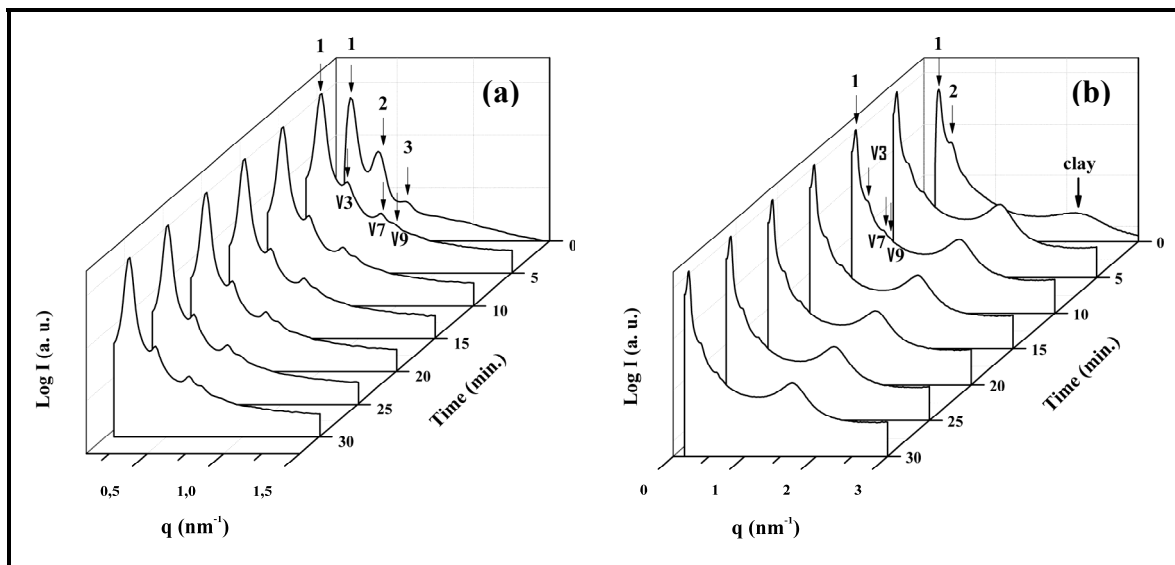 (a)
1 1
2
3
V3
V7
V9
0
5
10
15
20
25
30
Time (min.)
Log I (a. u.)
0,5 1,0 1,5
q (nm⁻¹)
(b)
1
2
1
V3
V7
V9
clay
0
5
10
15
20
25
30
Time (min.)
Log I (a. u.)
0 1 2 3
q (nm⁻¹)